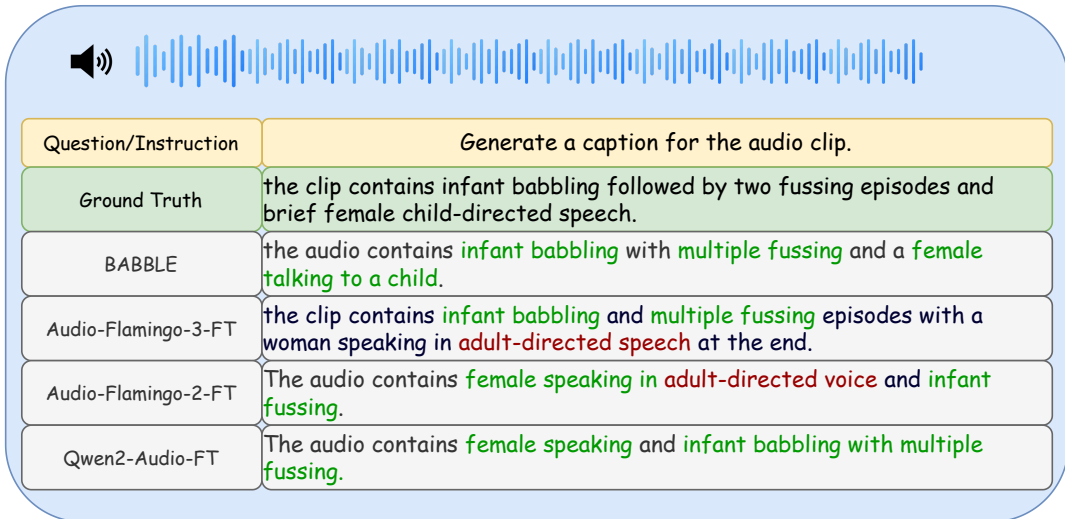 Question/Instruction
Generate a caption for the audio clip.
Ground Truth
the clip contains infant babbling followed by two fussing episodes and
brief female child-directed speech.
BABBLE
the audio contains infant babbling with multiple fussing and a female
talking to a child.
Audio-Flamingo-3-FT
the clip contains infant babbling and multiple fussing episodes with a
woman speaking in adult-directed speech at the end.
Audio-Flamingo-2-FT
The audio contains female speaking in adult-directed voice and infant
fussing.
Qwen2-Audio-FT
The audio contains female speaking and infant babbling with multiple
fussing.